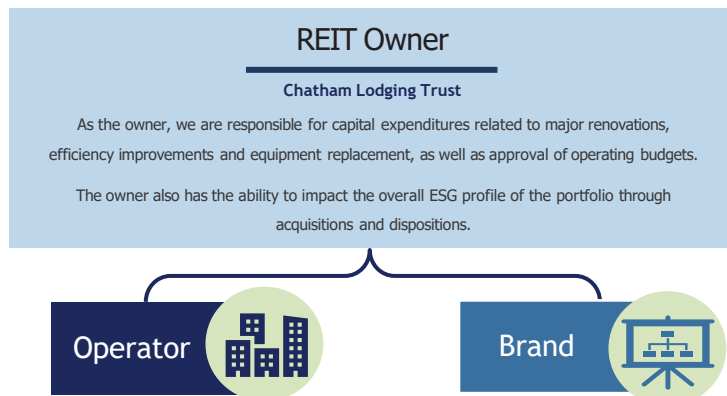 REIT Owner
Chatham Lodging Trust
As the owner, we are responsible for capital expenditures related to major renovations,
efficiency improvements and equipment replacement, as well as approval of operating budgets.
The owner also has the ability to impact the overall ESG profile of the portfolio through
acquisitions and dispositions.
Operator
Brand